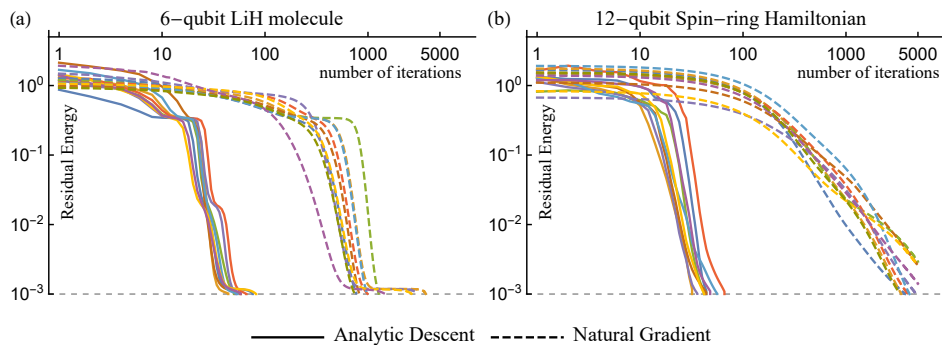 (a) 6−qubit LiH molecule
1 10 100 1000 5000
number of iterations
10^0
10^-1
10^-2
10^-3
Residual Energy
(b) 12−qubit Spin−ring Hamiltonian
1 10 100 1000 5000
number of iterations
10^0
10^-1
10^-2
10^-3
Residual Energy
Analytic Descent Natural Gradient